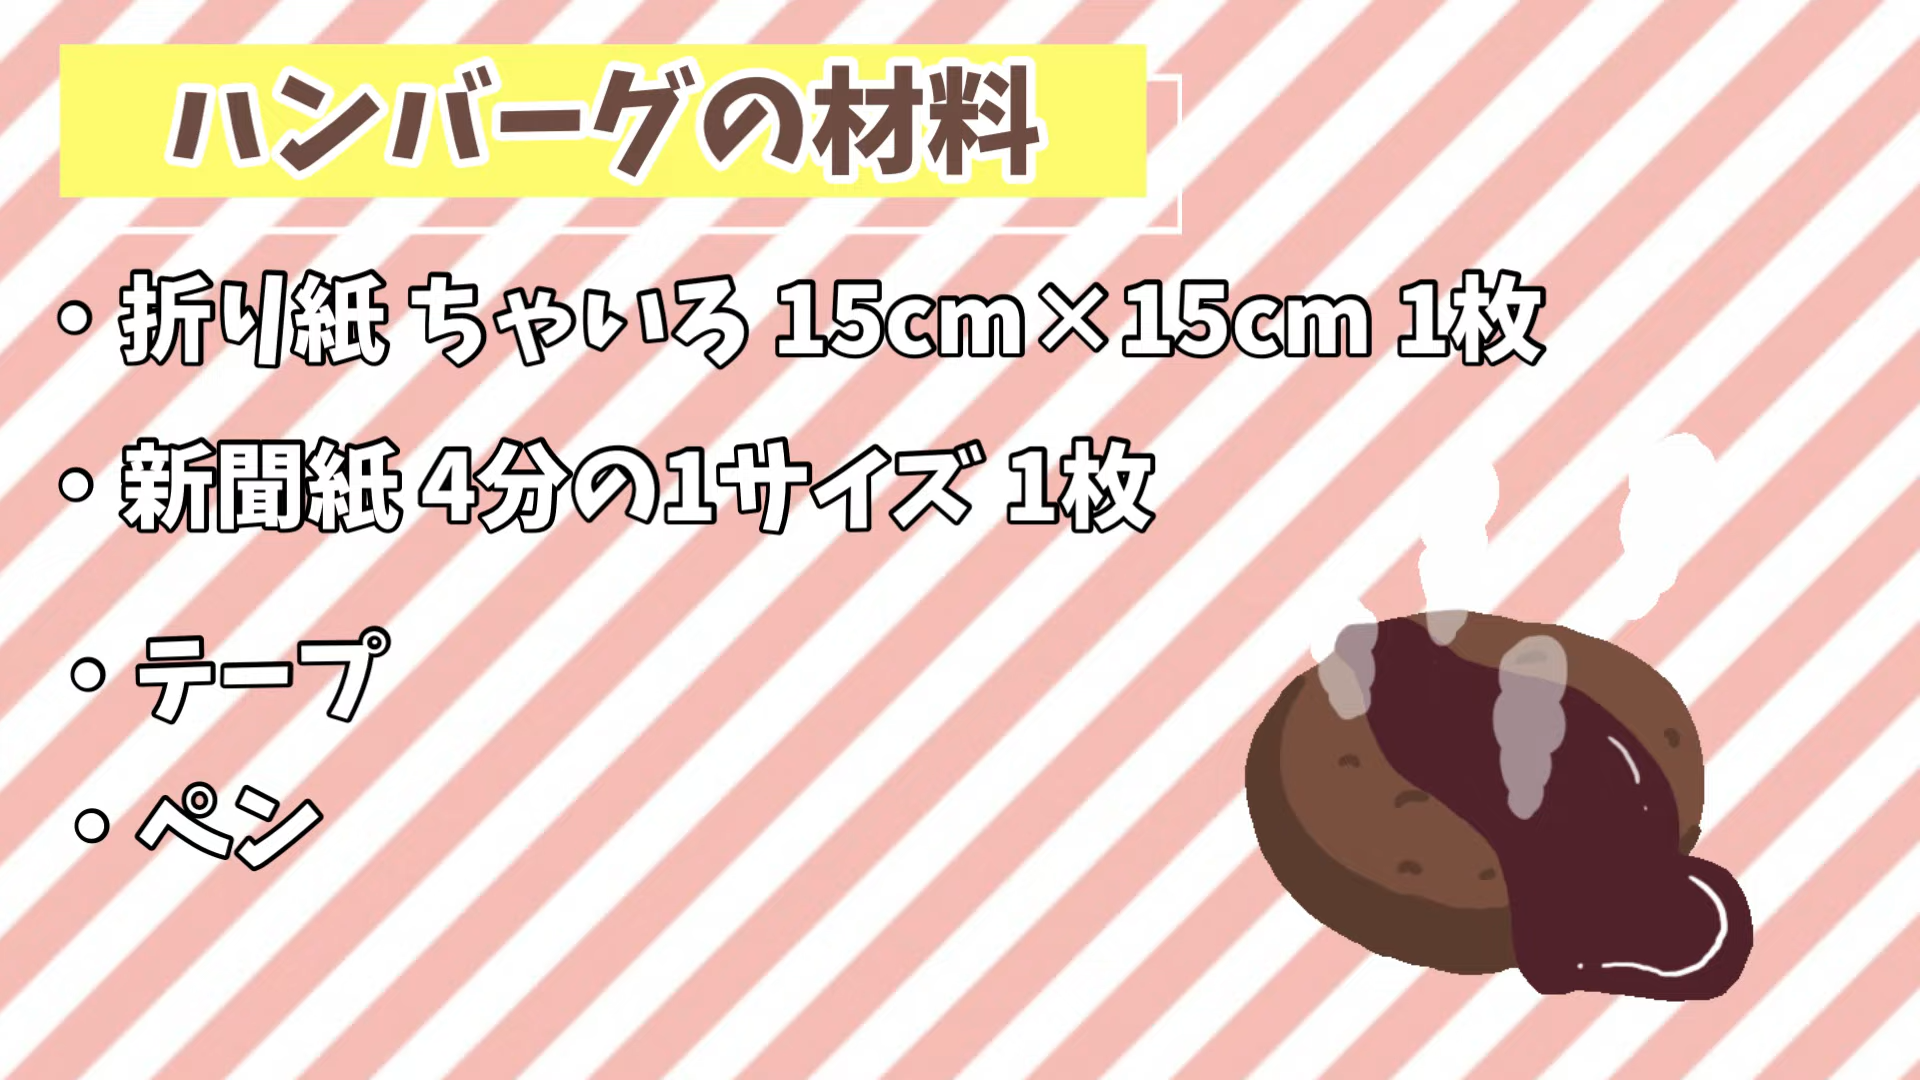 ハンバーグの材料
・折り紙 ちゃいろ 15cm×15cm 1枚
・新聞紙 4分の1サイズ 1枚
・テープ
・ペン